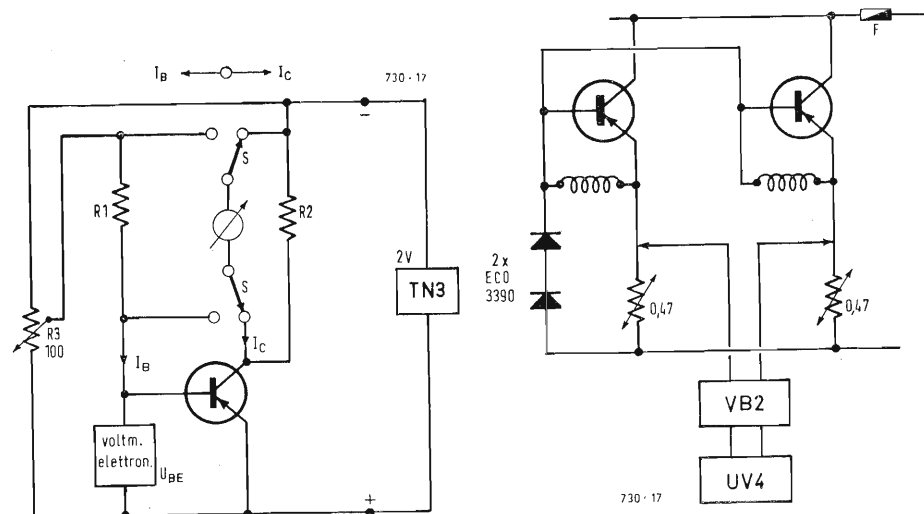 I_B I_C
730 - 17
−
S
R1
R2
2V
TN3
R3
100
S
I_C
I_B
voltm.
elettron.
U_BE
+
F
2 x
ECO
3390
0,47
0,47
VB2
UV4
730 - 17